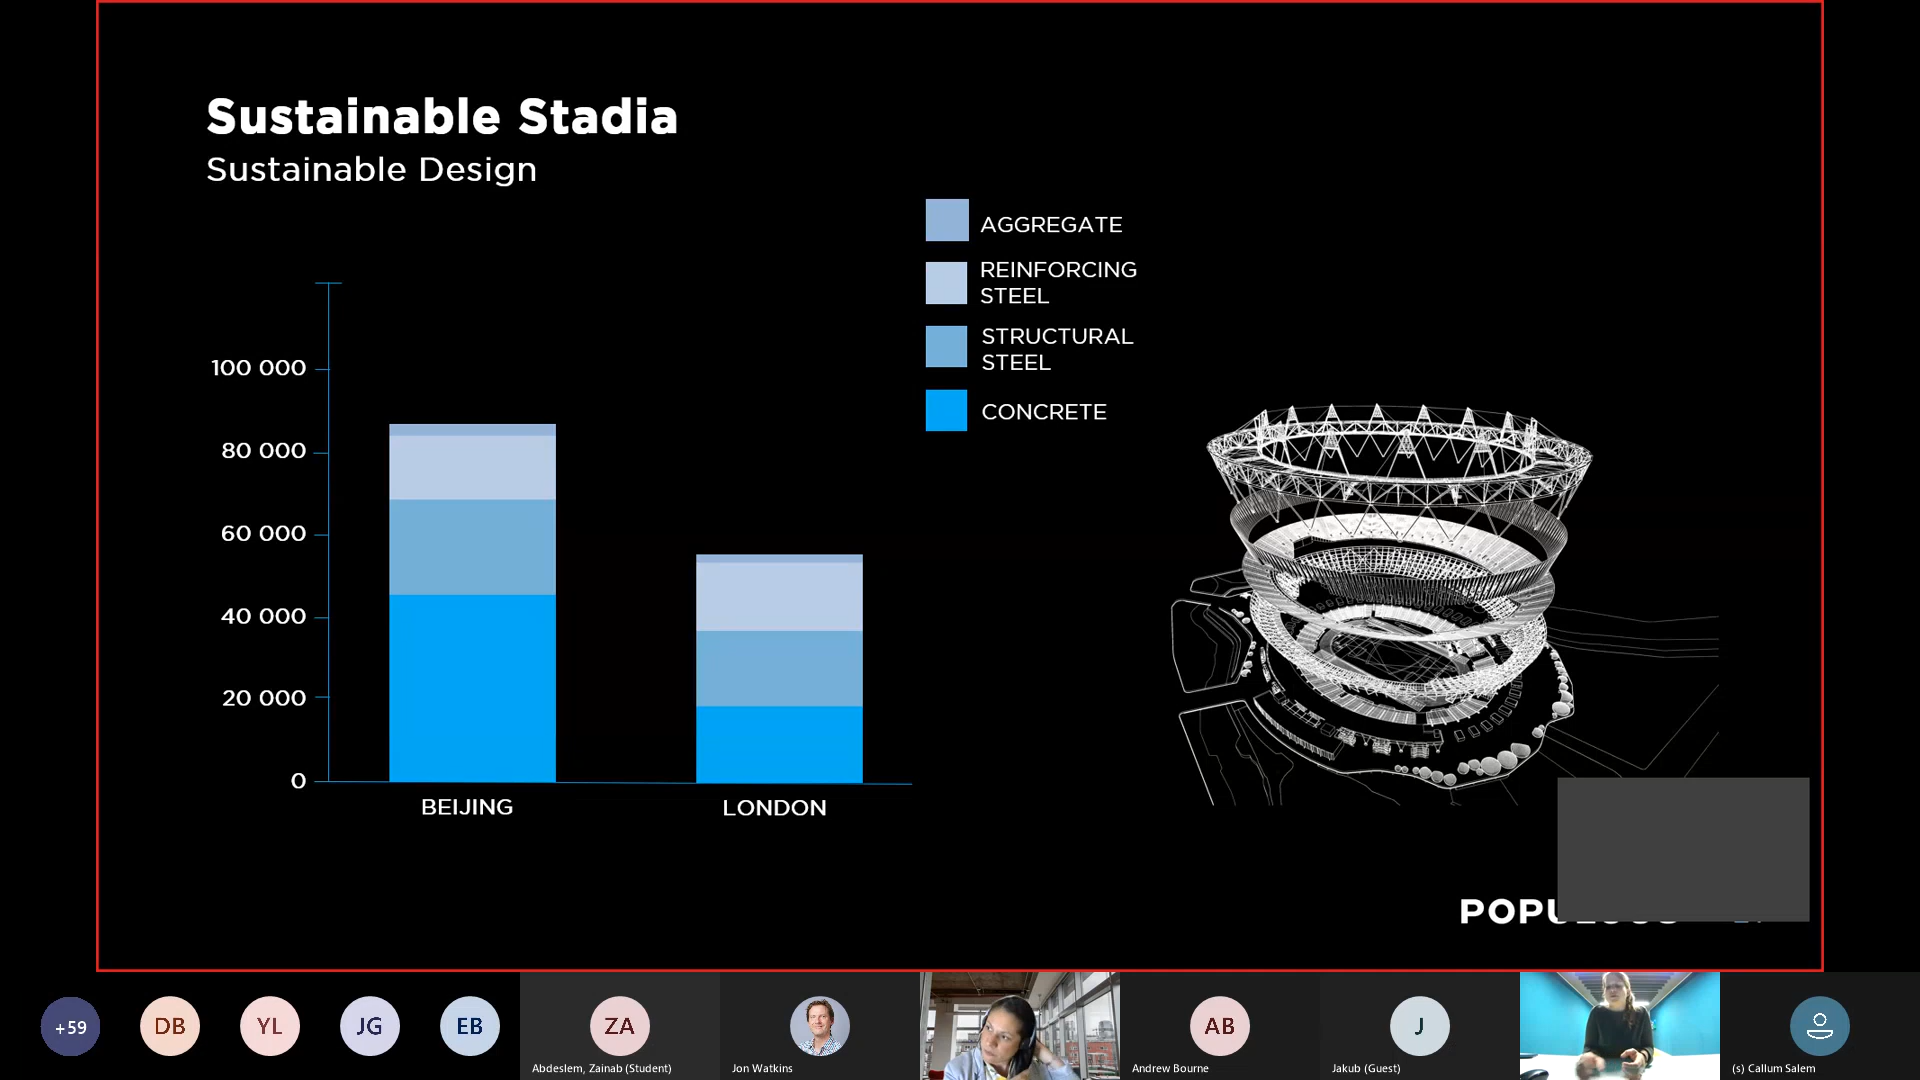 Sustainable Stadia
Sustainable Design
AGGREGATE
REINFORCING
STEEL
STRUCTURAL
STEEL
CONCRETE
100 000
80 000
60 000
40 000
20 000
0
BEIJING
LONDON
+59
DB
YL
JG
EB
ZA
Abdeslem, Zainab (Student)
Jon Watkins
AB
Andrew Bourne
J
Jakub (Guest)
(s) Callum Salem